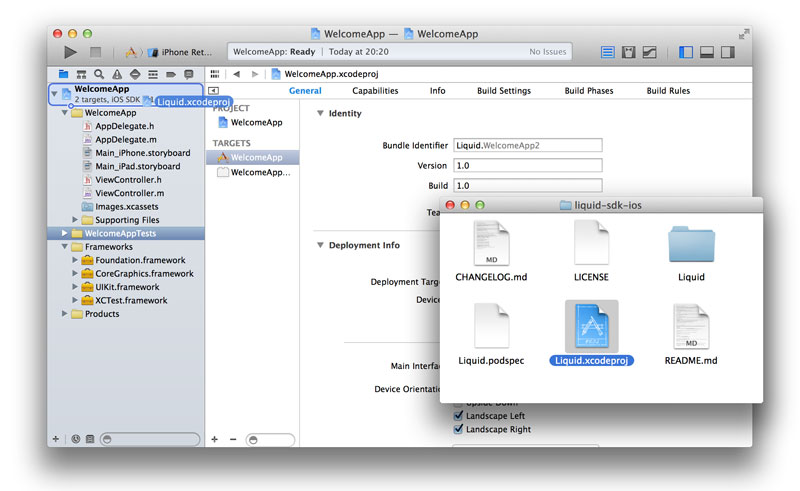 WelcomeApp — WelcomeApp
iPhone Ret...
WelcomeApp: Ready | Today at 20:20
No Issues
WelcomeApp
2 targets, iOS SDK
Liquid.xcodeproj
WelcomeApp
AppDelegate.h
AppDelegate.m
Main_iPhone.storyboard
Main_iPad.storyboard
ViewController.h
ViewController.m
Images.xcassets
Supporting Files
WelcomeAppTests
Frameworks
Foundation.framework
CoreGraphics.framework
UIKit.framework
XCTest.framework
Products
WelcomeApp.xcodeproj
General Capabilities Info Build Settings Build Phases Build Rules
PROJECT
WelcomeApp
TARGETS
WelcomeApp
WelcomeApp...
Identity
Bundle Identifier Liquid.WelcomeApp2
Version 1.0
Build 1.0
Tea
Deployment Info
Deployment Targe
Device
Main Interfa
Device Orientatio
Upside Down
Landscape Left
Landscape Right
liquid-sdk-ios
MD
CHANGELOG.md
LICENSE
Liquid
Liquid.podspec
PROJ
Liquid.xcodeproj
MD
README.md